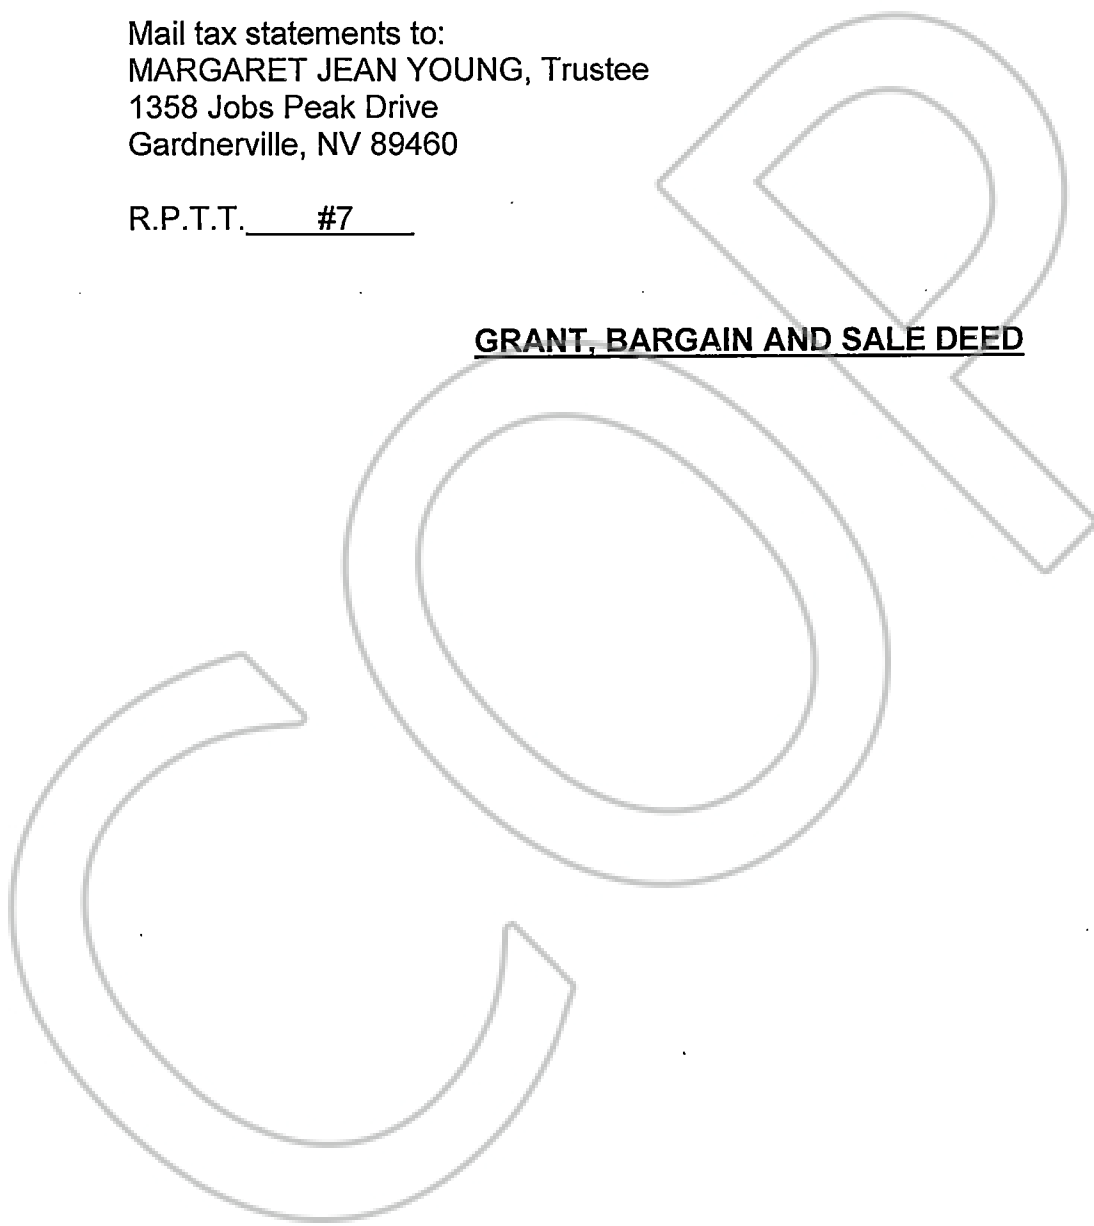 Mail tax statements to:
MARGARET JEAN YOUNG, Trustee
1358 Jobs Peak Drive
Gardnerville, NV 89460
R.P.T.T. #7
GRANT, BARGAIN AND SALE DEED
COP